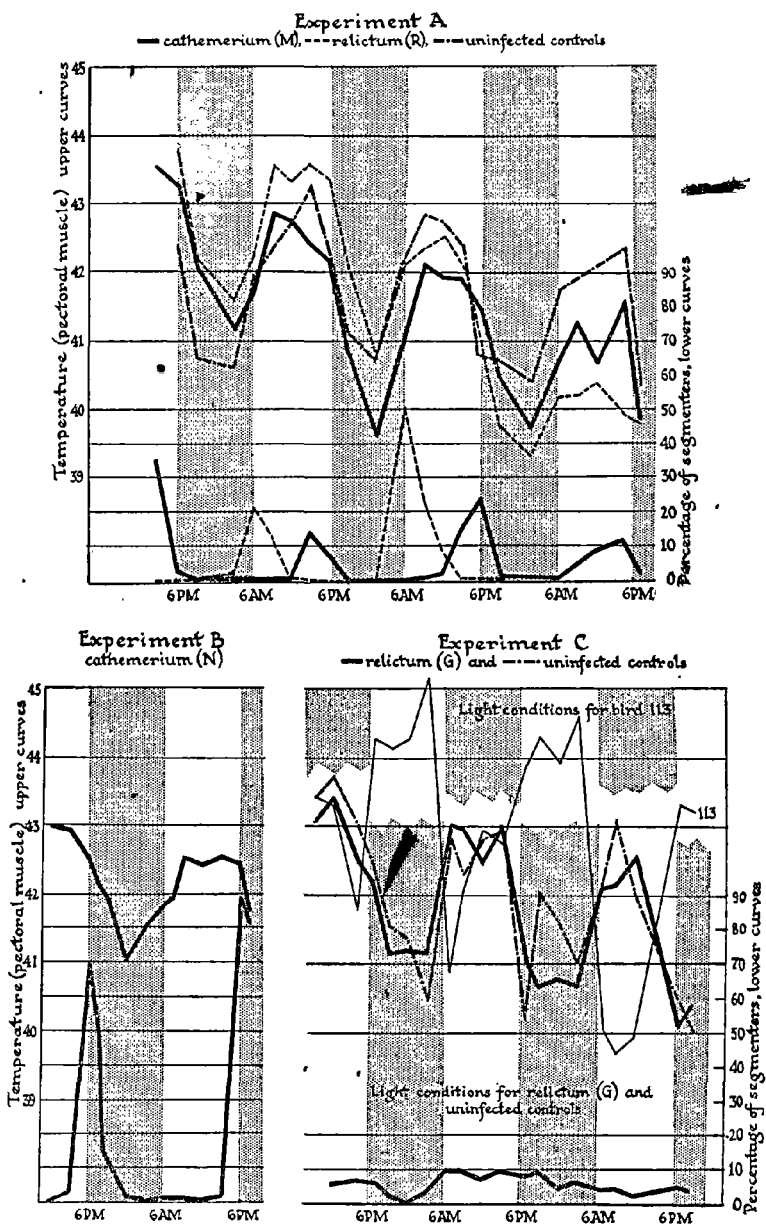 Experiment A
cathemerium (M), relictum (R), uninfected controls
Temperature (pectoral muscle) upper curves
45
44
43
42
41
40
39
90
80
70
60
50
40
30
20
10
0
Percentage of segmenters, lower curves
6PM 6AM 6PM 6AM 6PM 6AM 6PM
Experiment B
cathemerium (N)
Temperature (pectoral muscle) upper curves
45
44
43
42
41
40
39
6PM 6AM 6PM
Experiment C
relictum (G) and uninfected controls
Light conditions for bird 113
113
Light conditions for relictum (G) and
uninfected controls
90
80
70
60
50
40
30
20
10
0
Percentage of segmenters, lower curves
6PM 6AM 6PM 6AM 6PM